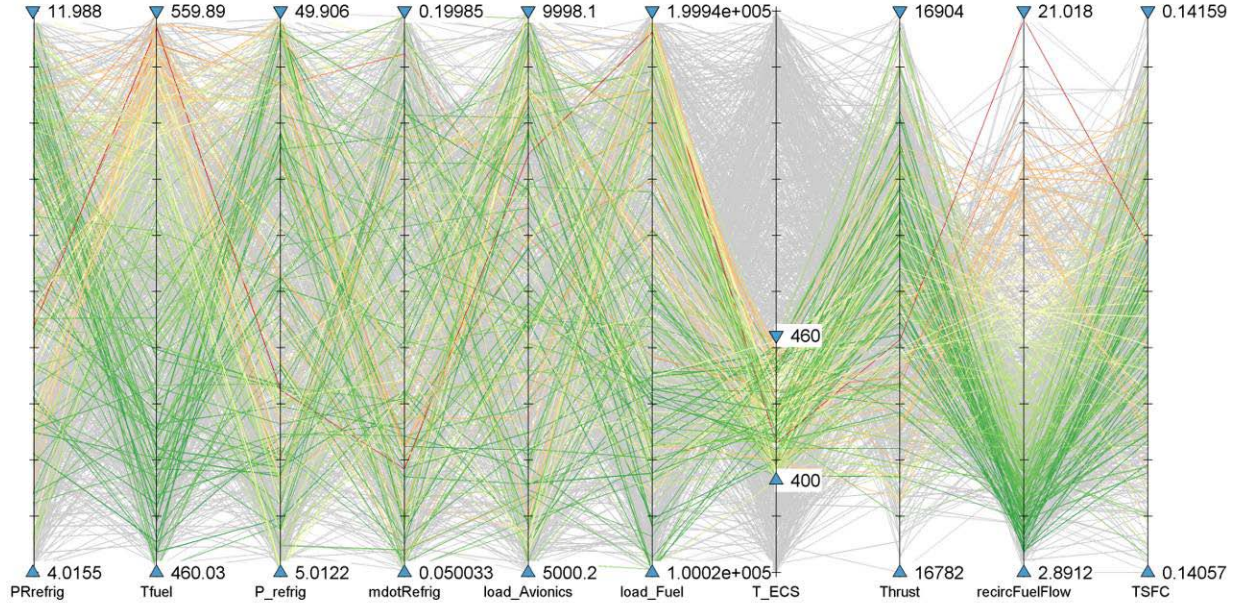 11.988 559.89 49.906 0.19985 9998.1 1.9994e+005 16904 21.018 0.14159
460
400
4.0155 460.03 5.0122 0.050033 5000.2 1.0002e+005 16782 2.8912 0.14057
PRrefrig Tfuel P_refrig mdotRefrig load_Avionics load_Fuel T_ECS Thrust recircFuelFlow TSFC